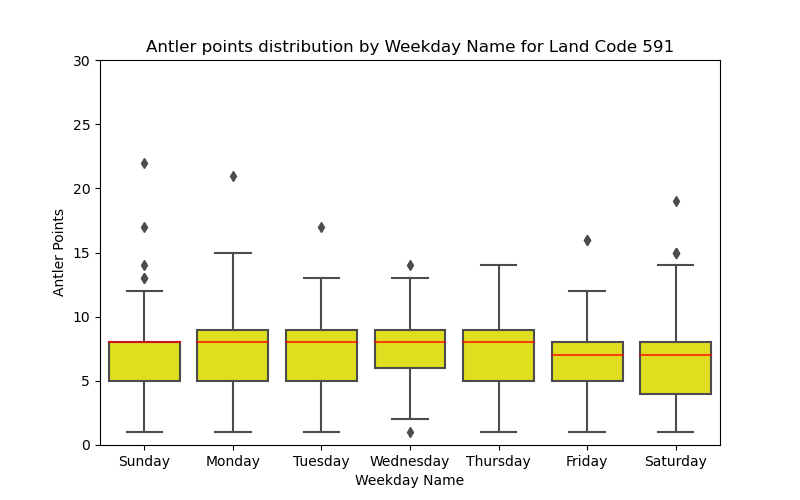 Antler points distribution by Weekday Name for Land Code 591
30
25
20
15
10
5
0
Antler Points
Sunday Monday Tuesday Wednesday Thursday Friday Saturday
Weekday Name